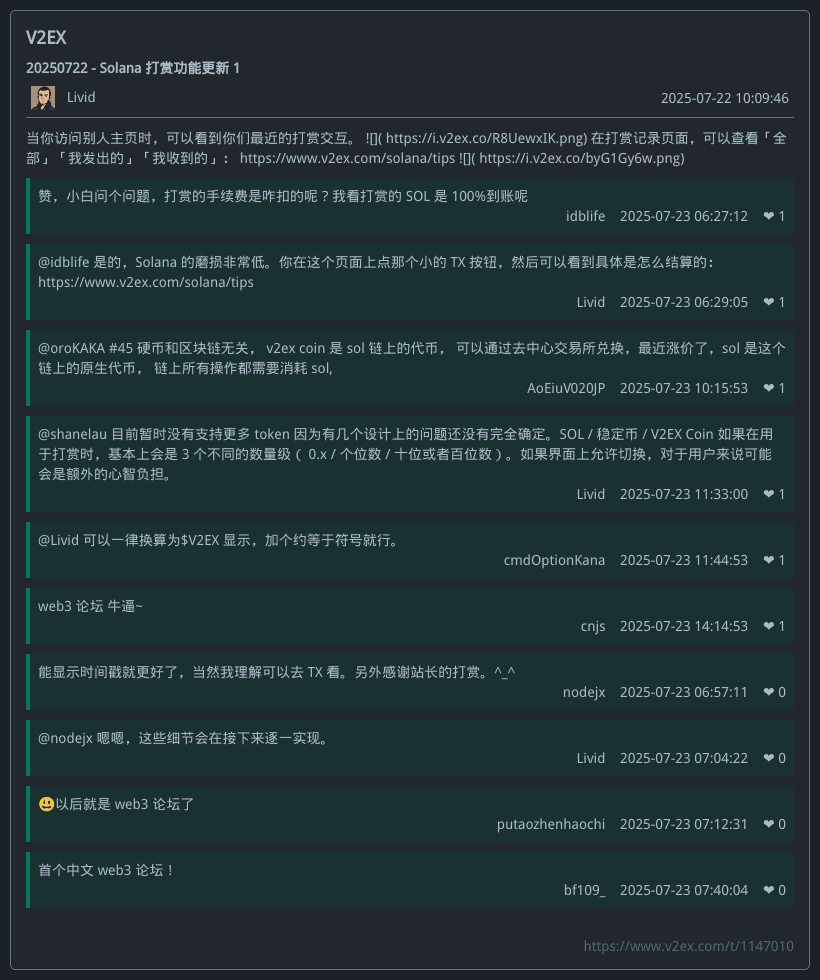 V2EX
20250722 - Solana 打赏功能更新 1
Livid 2025-07-22 10:09:46
当你访问别人主页时，可以看到你们最近的打赏交互。 ![]( https://i.v2ex.co/R8UewxIK.png) 在打赏记录页面，可以查看「全
部」「我发出的」「我收到的」： https://www.v2ex.com/solana/tips ![]( https://i.v2ex.co/byG1Gy6w.png)
赞，小白问个问题，打赏的手续费是咋扣的呢？我看打赏的 SOL 是 100%到账呢
idblife 2025-07-23 06:27:12 ❤ 1
@idblife 是的，Solana 的磨损非常低。你在这个页面上点那个小的 TX 按钮，然后可以看到具体是怎么结算的：
https://www.v2ex.com/solana/tips
Livid 2025-07-23 06:29:05 ❤ 1
@oroKAKA #45 硬币和区块链无关， v2ex coin 是 sol 链上的代币， 可以通过去中心交易所兑换，最近涨价了，sol 是这个
链上的原生代币， 链上所有操作都需要消耗 sol,
AoEiuV020JP 2025-07-23 10:15:53 ❤ 1
@shanelau 目前暂时没有支持更多 token 因为有几个设计上的问题还没有完全确定。SOL / 稳定币 / V2EX Coin 如果在用
于打赏时，基本上会是 3 个不同的数量级（ 0.x / 个位数 / 十位或者百位数）。如果界面上允许切换，对于用户来说可能
会是额外的心智负担。
Livid 2025-07-23 11:33:00 ❤ 1
@Livid 可以一律换算为$V2EX 显示，加个约等于符号就行。
cmdOptionKana 2025-07-23 11:44:53 ❤ 1
web3 论坛 牛逼~
cnjs 2025-07-23 14:14:53 ❤ 1
能显示时间戳就更好了，当然我理解可以去 TX 看。另外感谢站长的打赏。^_^
nodejx 2025-07-23 06:57:11 ❤ 0
@nodejx 嗯嗯，这些细节会在接下来逐一实现。
Livid 2025-07-23 07:04:22 ❤ 0
😃以后就是 web3 论坛了
putaozhenhaochi 2025-07-23 07:12:31 ❤ 0
首个中文 web3 论坛！
bf109_ 2025-07-23 07:40:04 ❤ 0
https://www.v2ex.com/t/1147010